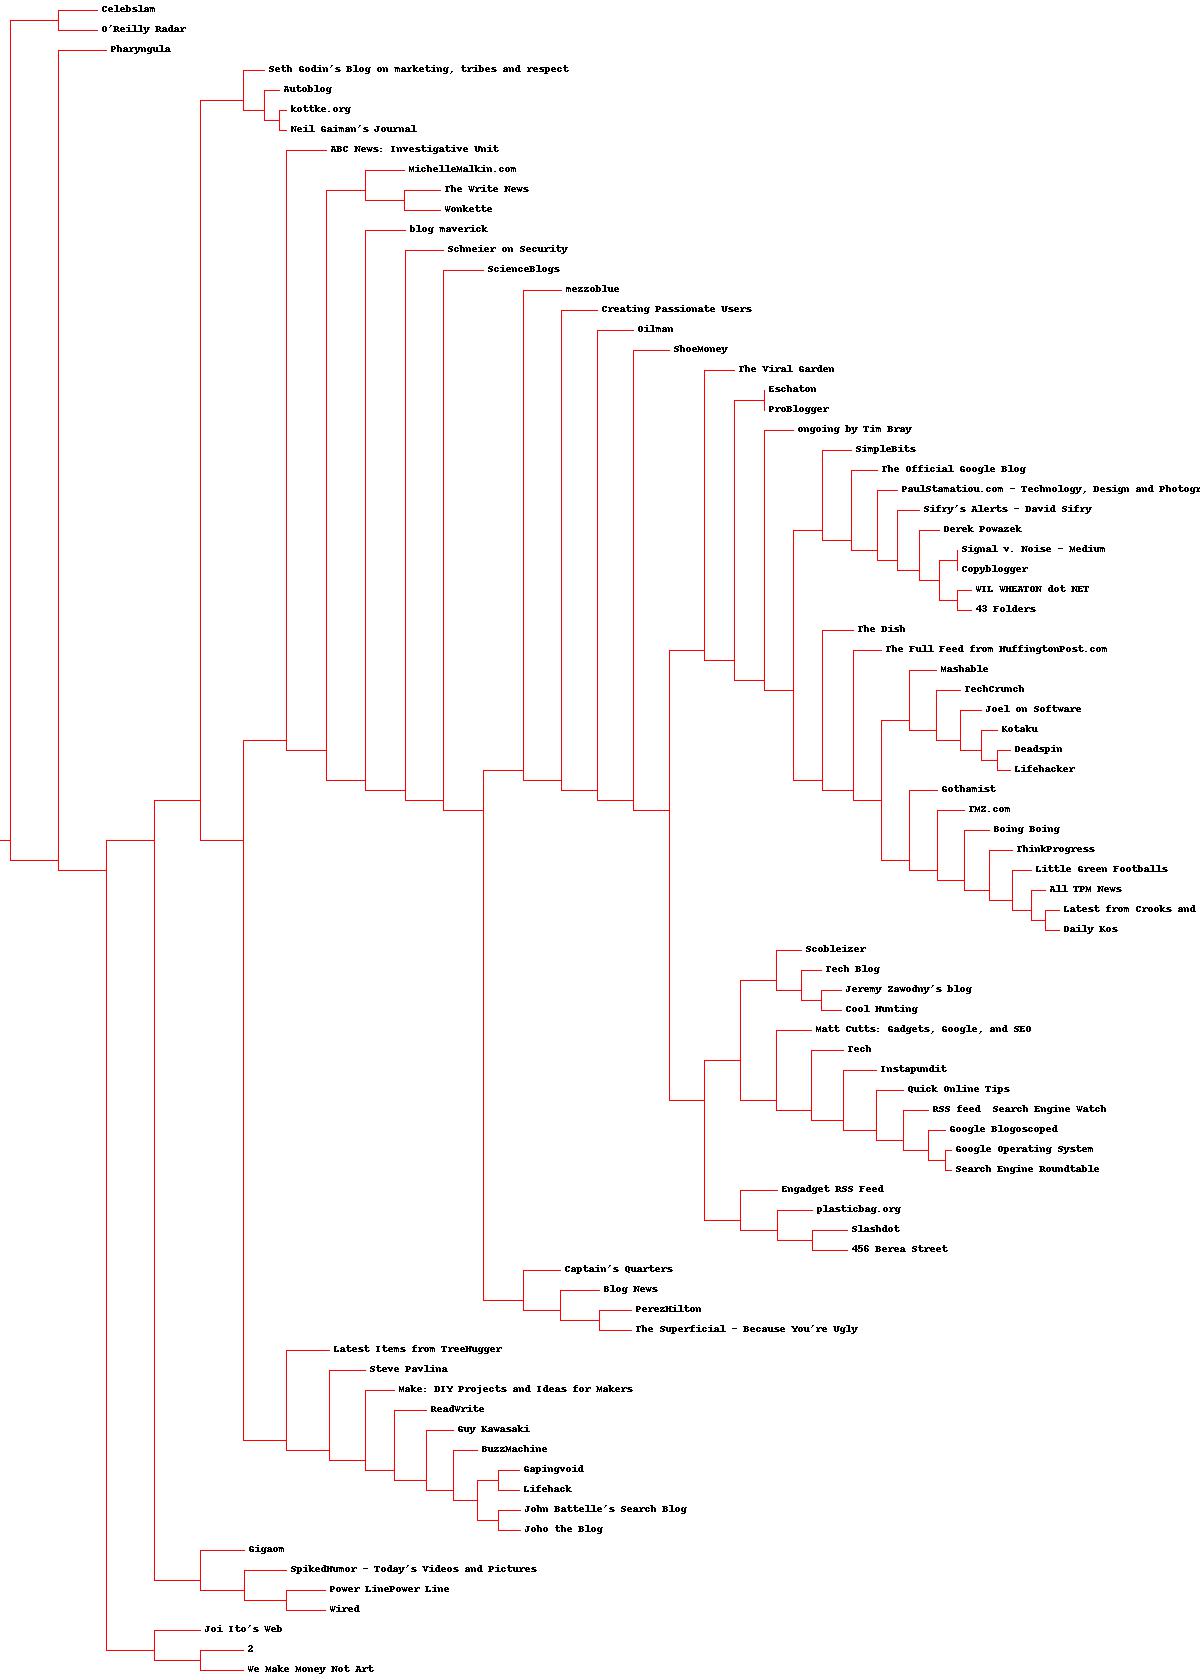 Celebslam
O'Reilly Radar
Pharyngula
Seth Godin's Blog on marketing, tribes and respect
Autoblog
kottke.org
Neil Gaiman's Journal
ABC News: Investigative Unit
MichelleMalkin.com
The Write News
Wonkette
blog maverick
Schneier on Security
ScienceBlogs
mezzoblue
Creating Passionate Users
Oilman
ShoeMoney
The Viral Garden
Eschaton
ProBlogger
ongoing by Tim Bray
SimpleBits
The Official Google Blog
PaulStamatiou.com - Technology, Design and Photogr
Sifry's Alerts - David Sifry
Derek Powazek
Signal v. Noise - Medium
Copyblogger
WIL WHEATON dot NET
43 Folders
The Dish
The Full Feed from HuffingtonPost.com
Mashable
TechCrunch
Joel on Software
Kotaku
Deadspin
Lifehacker
Gothamist
TMZ.com
Boing Boing
ThinkProgress
Little Green Footballs
All TPM News
Latest from Crooks and
Daily Kos
Scobleizer
Tech Blog
Jeremy Zawodny's blog
Cool Hunting
Matt Cutts: Gadgets, Google, and SEO
Tech
Instapundit
Quick Online Tips
RSS feed  Search Engine Watch
Google Blogoscoped
Google Operating System
Search Engine Roundtable
Engadget RSS Feed
plasticbag.org
Slashdot
456 Berea Street
Captain's Quarters
Blog News
PerezHilton
The Superficial - Because You're Ugly
Latest Items from TreeHugger
Steve Pavlina
Make: DIY Projects and Ideas for Makers
ReadWrite
Guy Kawasaki
BuzzMachine
Gapingvoid
Lifehack
John Battelle's Search Blog
Joho the Blog
Gigaom
SpikedHumor - Today's Videos and Pictures
Power LinePower Line
Wired
Joi Ito's Web
2
We Make Money Not Art